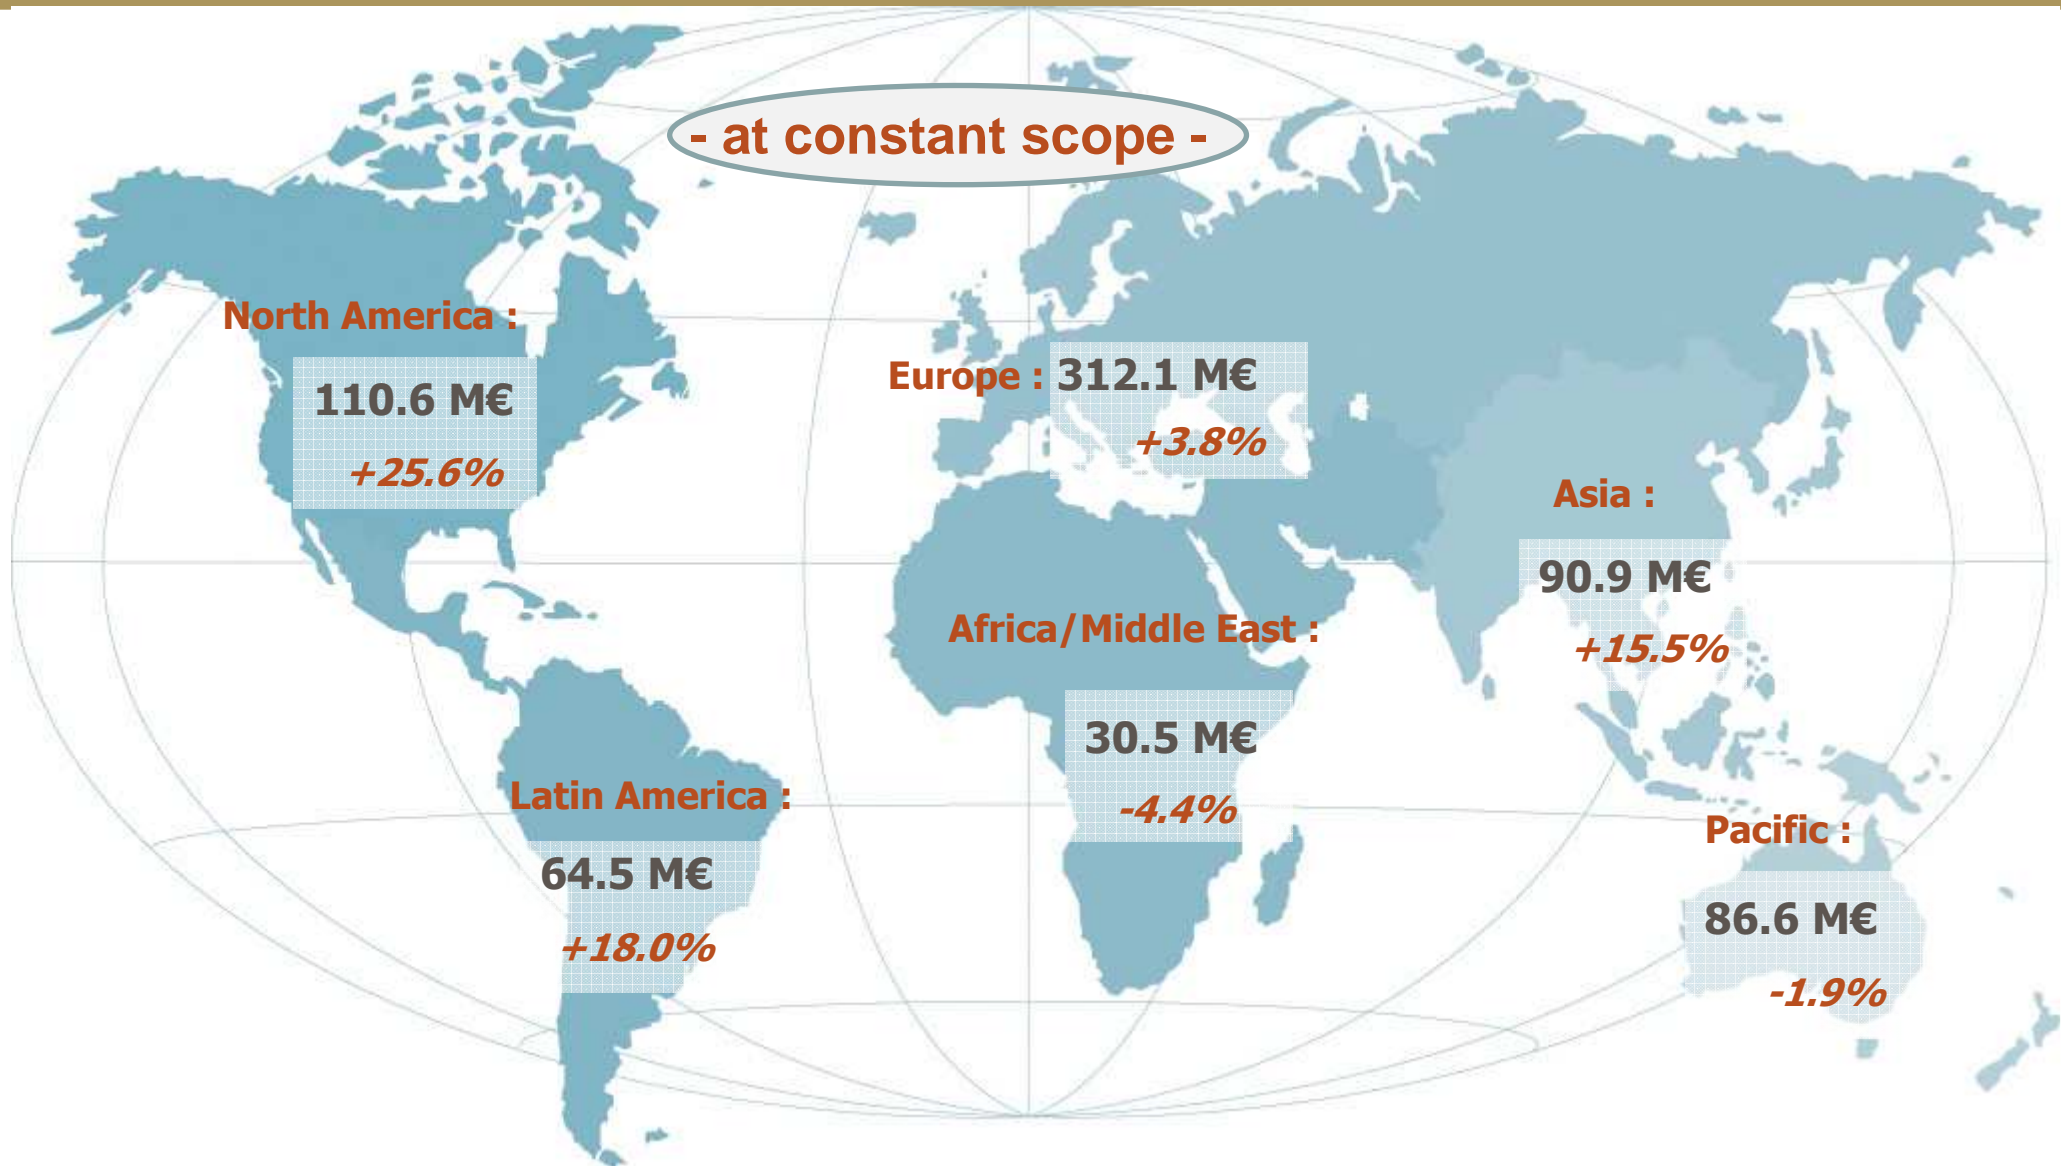 - at constant scope -
North America :
110.6 M€
+25.6%
Europe : 312.1 M€
+3.8%
Asia :
90.9 M€
+15.5%
Africa/Middle East :
30.5 M€
-4.4%
Latin America :
64.5 M€
+18.0%
Pacific :
86.6 M€
-1.9%